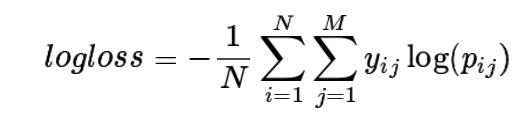 logloss = -\frac{1}{N} \sum_{i=1}^{N} \sum_{j=1}^{M} y_{ij} \log(p_{ij})